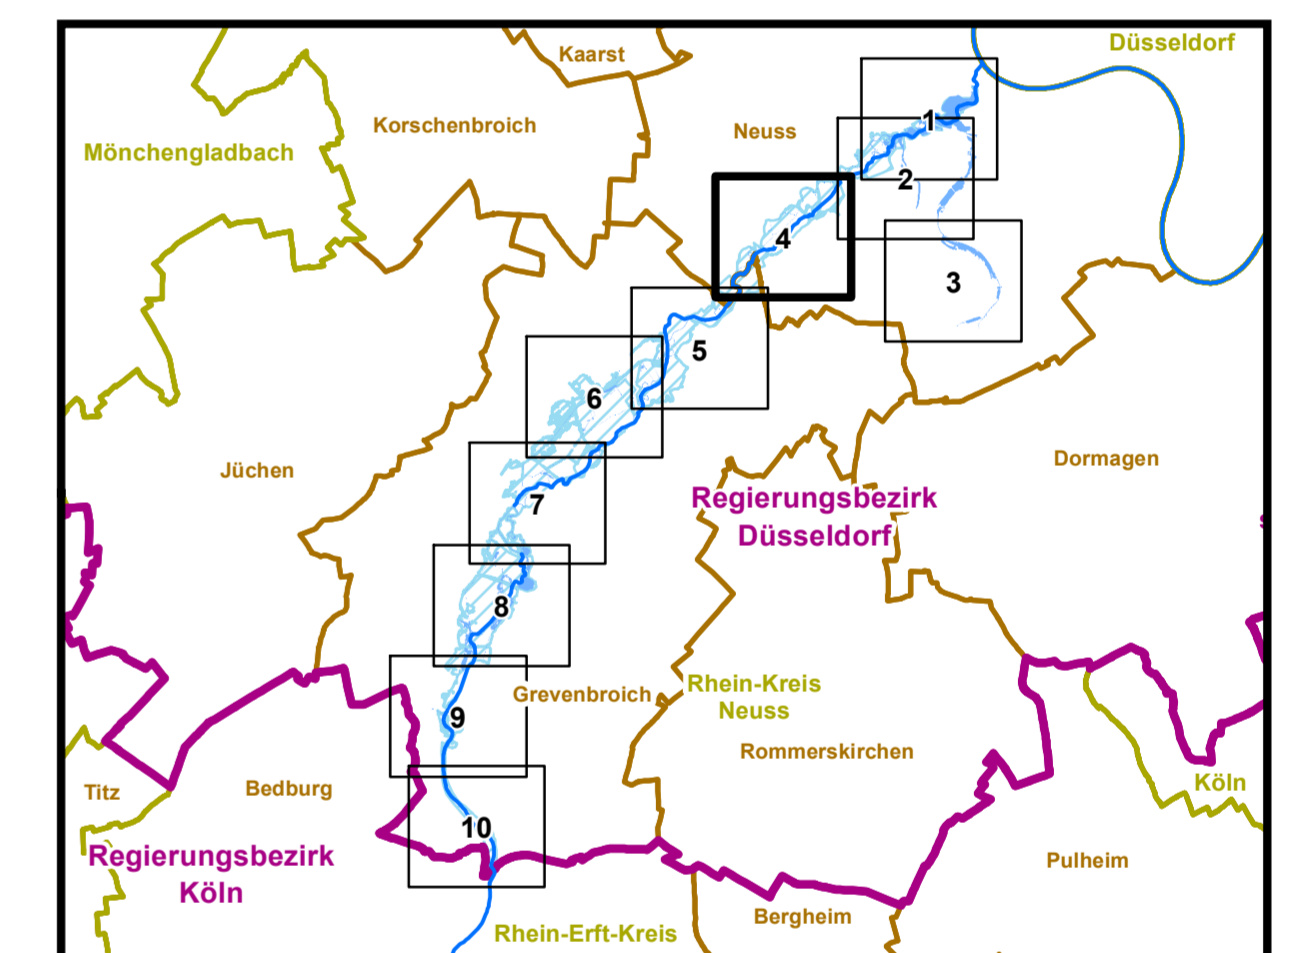 Düsseldorf
Kaarst
Korschenbroich
Neuss
Mönchengladbach
1
2
4
3
5
6
Jüchen
Dormagen
7
Regierungsbezirk
Düsseldorf
8
Grevenbroich
Rhein-Kreis
Neuss
9
Rommerskirchen
Titz
Bedburg
Köln
10
Regierungsbezirk
Köln
Pulheim
Bergheim
Rhein-Erft-Kreis